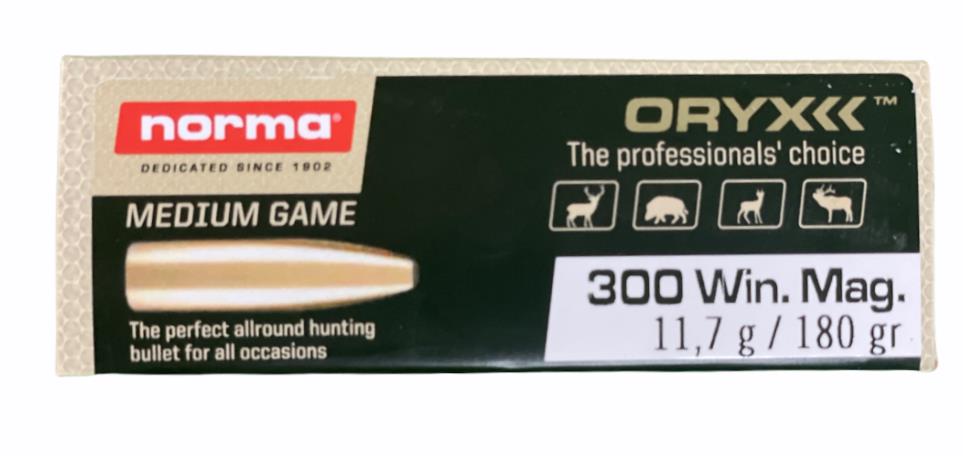 norma®
DEDICATED SINCE 1902
MEDIUM GAME
The perfect allround hunting
bullet for all occasions
ORYX™
The professionals' choice
300 Win. Mag.
11,7 g / 180 gr